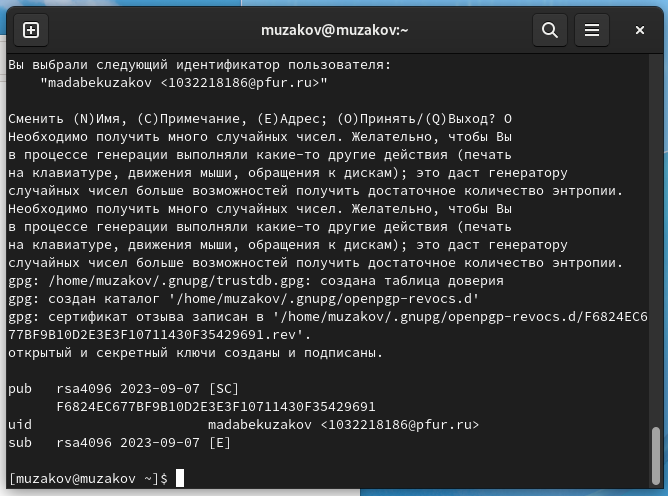 muzakov@muzakov:~
Вы выбрали следующий идентификатор пользователя:
"madabekuzakov <1032218186@pfur.ru>"
Сменить (N)Имя, (C)Примечание, (E)Адрес; (O)Принять/(Q)Выход? O
Необходимо получить много случайных чисел. Желательно, чтобы Вы
в процессе генерации выполняли какие-то другие действия (печать
на клавиатуре, движения мыши, обращения к дискам); это даст генератору
случайных чисел больше возможностей получить достаточное количество энтропии.
Необходимо получить много случайных чисел. Желательно, чтобы Вы
в процессе генерации выполняли какие-то другие действия (печать
на клавиатуре, движения мыши, обращения к дискам); это даст генератору
случайных чисел больше возможностей получить достаточное количество энтропии.
gpg: /home/muzakov/.gnupg/trustdb.gpg: создана таблица доверия
gpg: создан каталог '/home/muzakov/.gnupg/openpgp-revocs.d'
gpg: сертификат отзыва записан в '/home/muzakov/.gnupg/openpgp-revocs.d/F6824EC6
77BF9B10D2E3E3F10711430F35429691.rev'.
открытый и секретный ключи созданы и подписаны.
pub   rsa4096 2023-09-07 [SC]
F6824EC677BF9B10D2E3E3F10711430F35429691
uid                      madabekuzakov <1032218186@pfur.ru>
sub   rsa4096 2023-09-07 [E]
[muzakov@muzakov ~]$